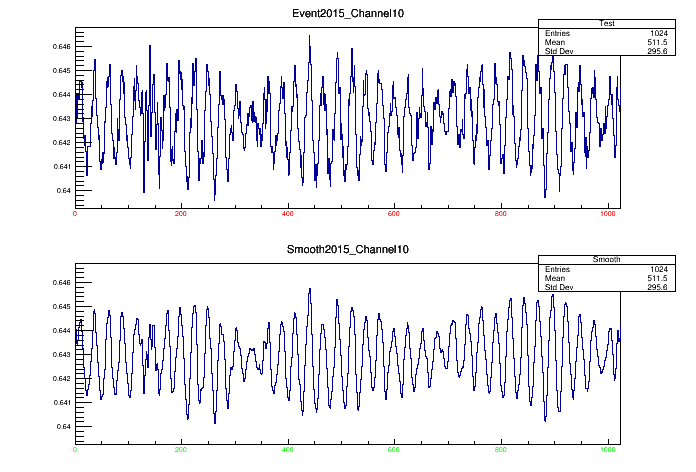 Event2015_Channel10
Test
Entries 1024
Mean 511.5
Std Dev 295.6
0.646
0.645
0.644
0.643
0.642
0.641
0.64
0 200 400 600 800 1000
Smooth2015_Channel10
Smooth
Entries 1024
Mean 511.5
Std Dev 295.6
0.646
0.645
0.644
0.643
0.642
0.641
0.64
0 200 400 600 800 1000